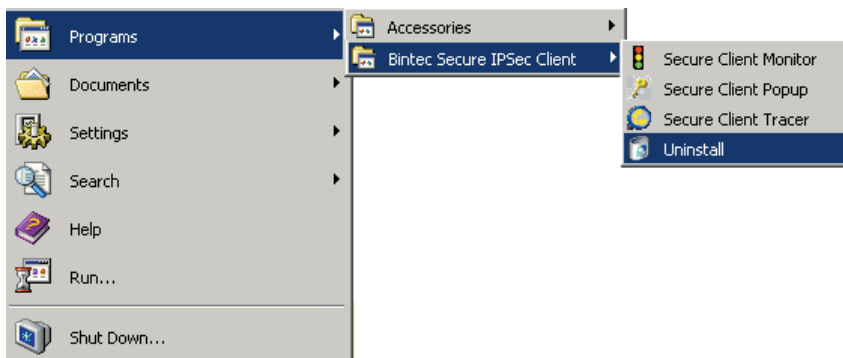 Programs
Documents
Settings
Search
Help
Run...
Shut Down...
Accessories
Bintec Secure IPSec Client
Secure Client Monitor
Secure Client Popup
Secure Client Tracer
Uninstall